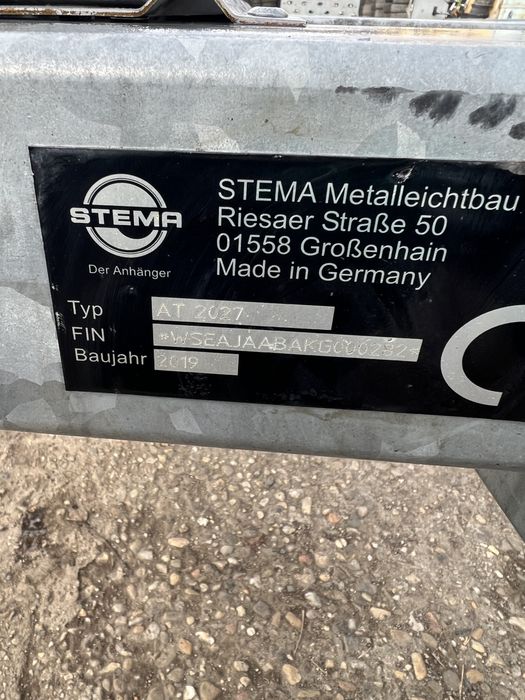 STEMA
Der Anhänger
STEMA Metalleichtbau
Riesaer Straße 50
01558 Großenhain
Made in Germany
Typ AT 2027
FIN *WSEAJAABAKG000282*
Baujahr 2019